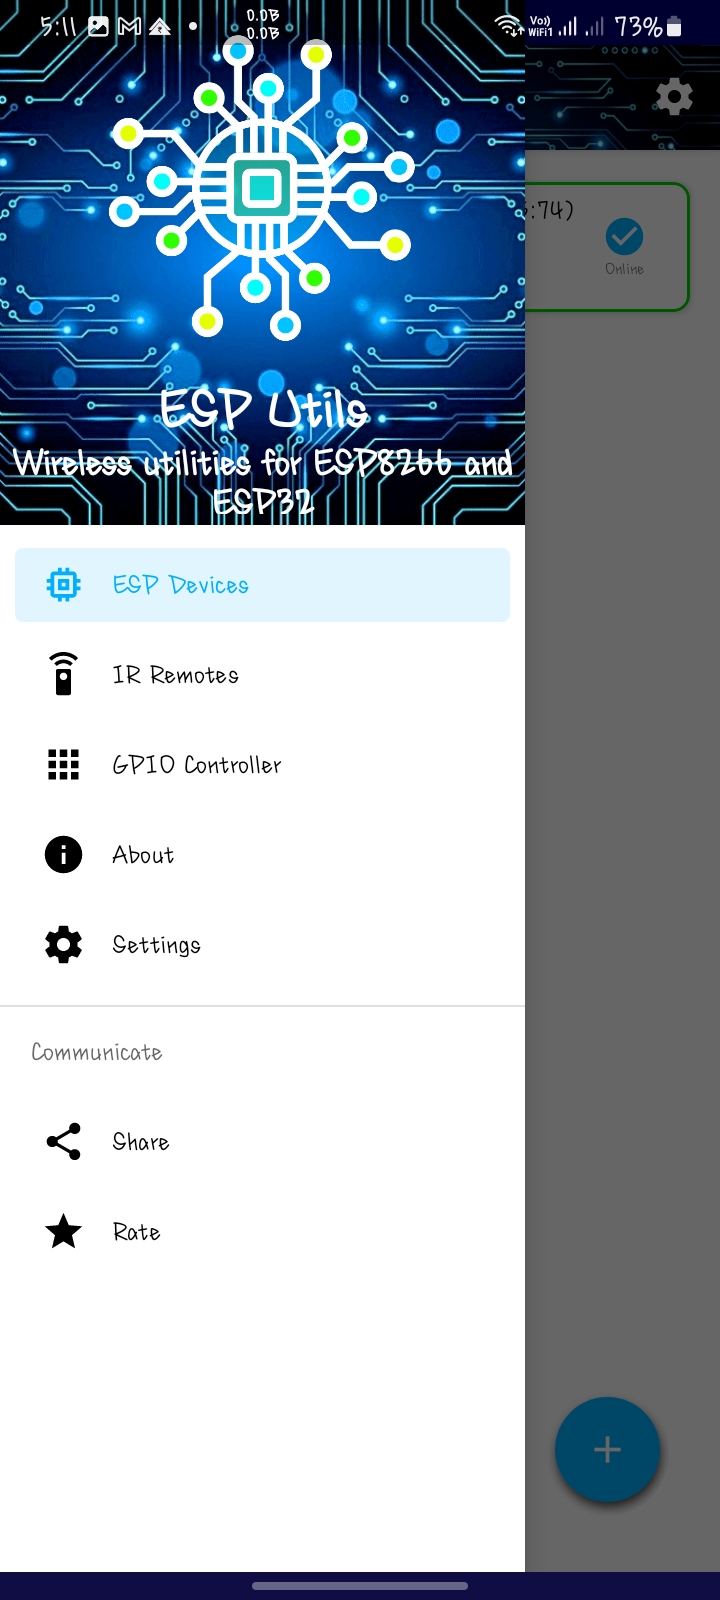 5:11
0.0B
0.0B
Vo))
WiFi1
73%
:74)
Online
ESP Utils
Wireless utilities for ESP8266 and
ESP32
ESP Devices
IR Remotes
GPIO Controller
About
Settings
Communicate
Share
Rate